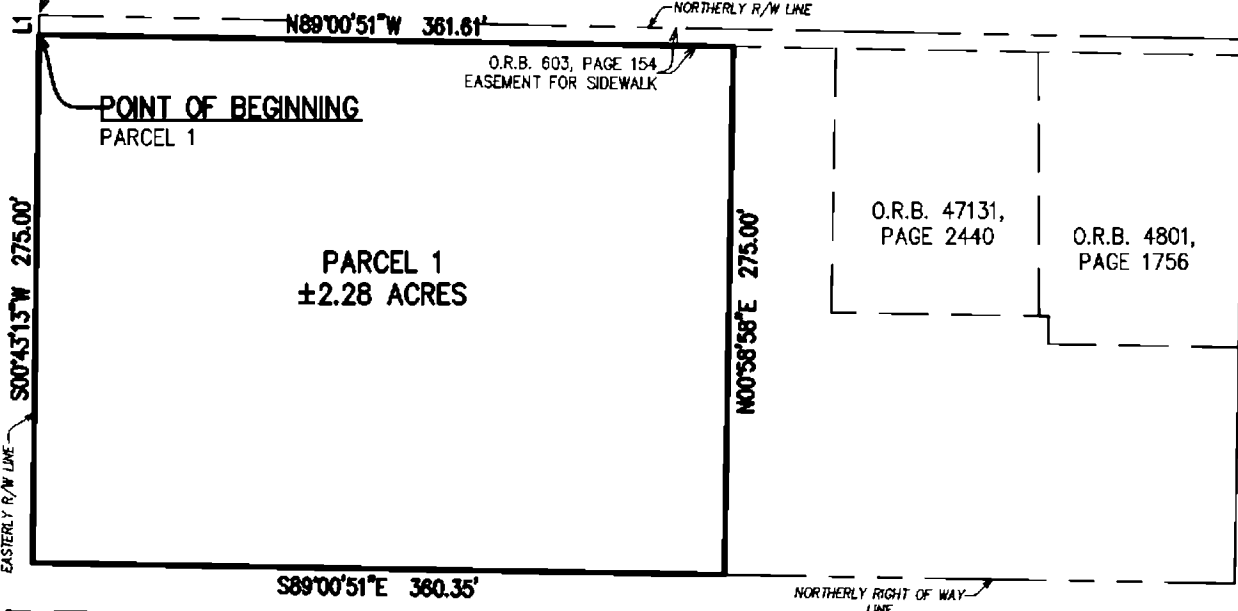 L1
N89°00'51"W 361.61'
NORTHERLY R/W LINE
O.R.B. 603, PAGE 154
EASEMENT FOR SIDEWALK
POINT OF BEGINNING
PARCEL 1
S00°43'13"W 275.00'
PARCEL 1
±2.28 ACRES
N00°58'58"E 275.00'
O.R.B. 47131,
PAGE 2440
O.R.B. 4801,
PAGE 1756
EASTERLY R/W LINE
S89°00'51"E 360.35'
NORTHERLY RIGHT OF WAY
LINE